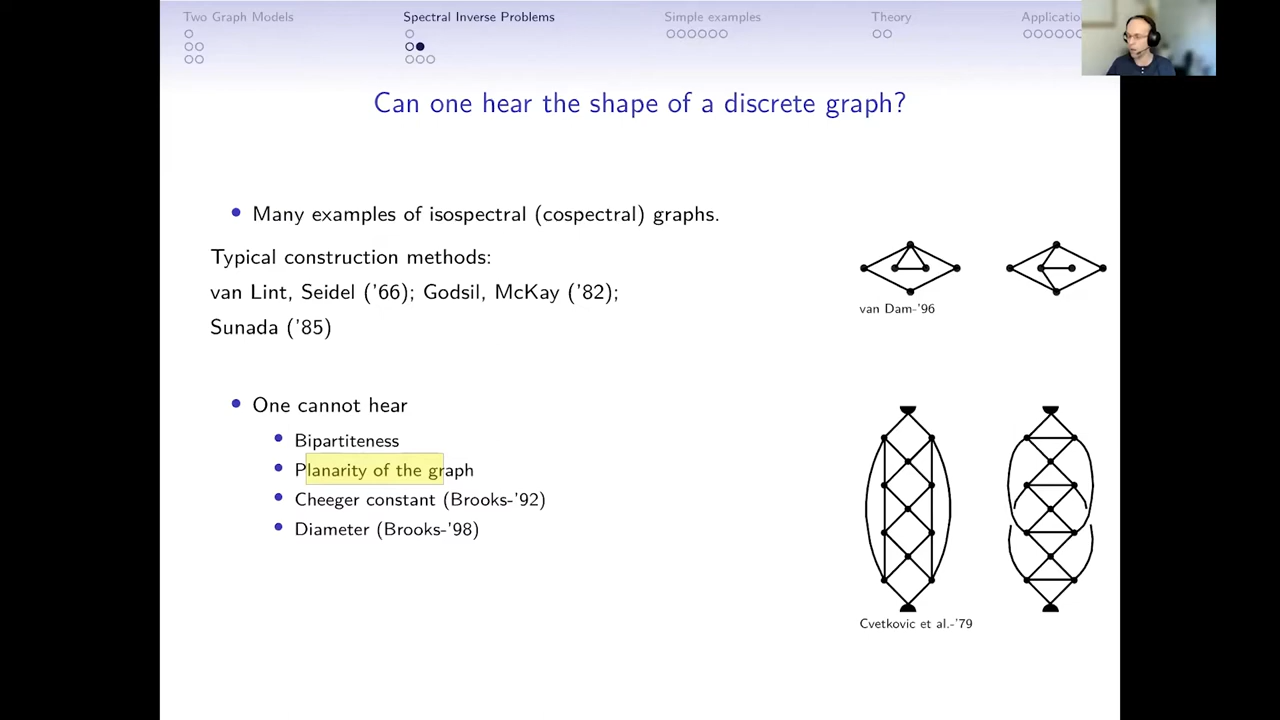 Two Graph Models
Spectral Inverse Problems
Simple examples
Theory
Applicatio
Can one hear the shape of a discrete graph?
• Many examples of isospectral (cospectral) graphs.
Typical construction methods:
van Lint, Seidel ('66); Godsil, McKay ('82);
Sunada ('85)
van Dam-'96
• One cannot hear
• Bipartiteness
• Planarity of the graph
• Cheeger constant (Brooks-'92)
• Diameter (Brooks-'98)
Cvetkovic et al.-'79